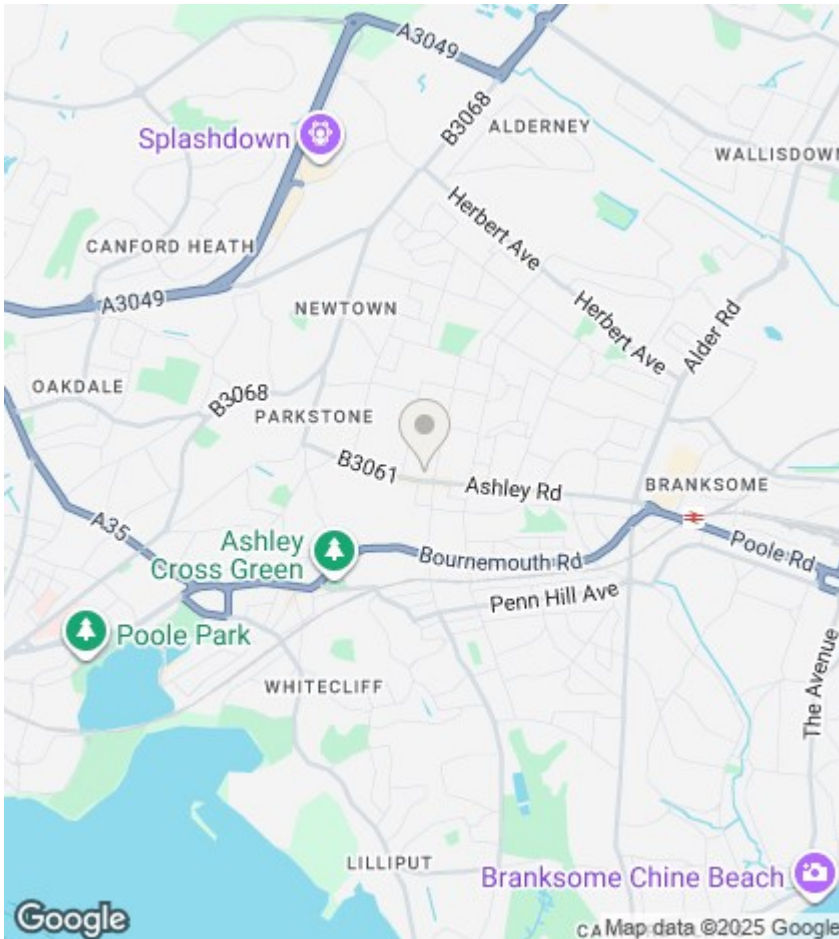 A3049
B3068
ALDERNEY
Splashdown
WALLISDOWN
Herbert Ave
CANFORD HEATH
A3049
NEWTOWN
Herbert Ave
Alder Rd
OAKDALE
B3068
PARKSTONE
B3061
Ashley Rd
BRANKSOME
A35
Ashley
Cross Green
Bournemouth Rd
Poole Rd
Penn Hill Ave
Poole Park
WHITECLIFF
The Avenue
LILLIPUT
Branksome Chine Beach
Google
Map data ©2025 Google